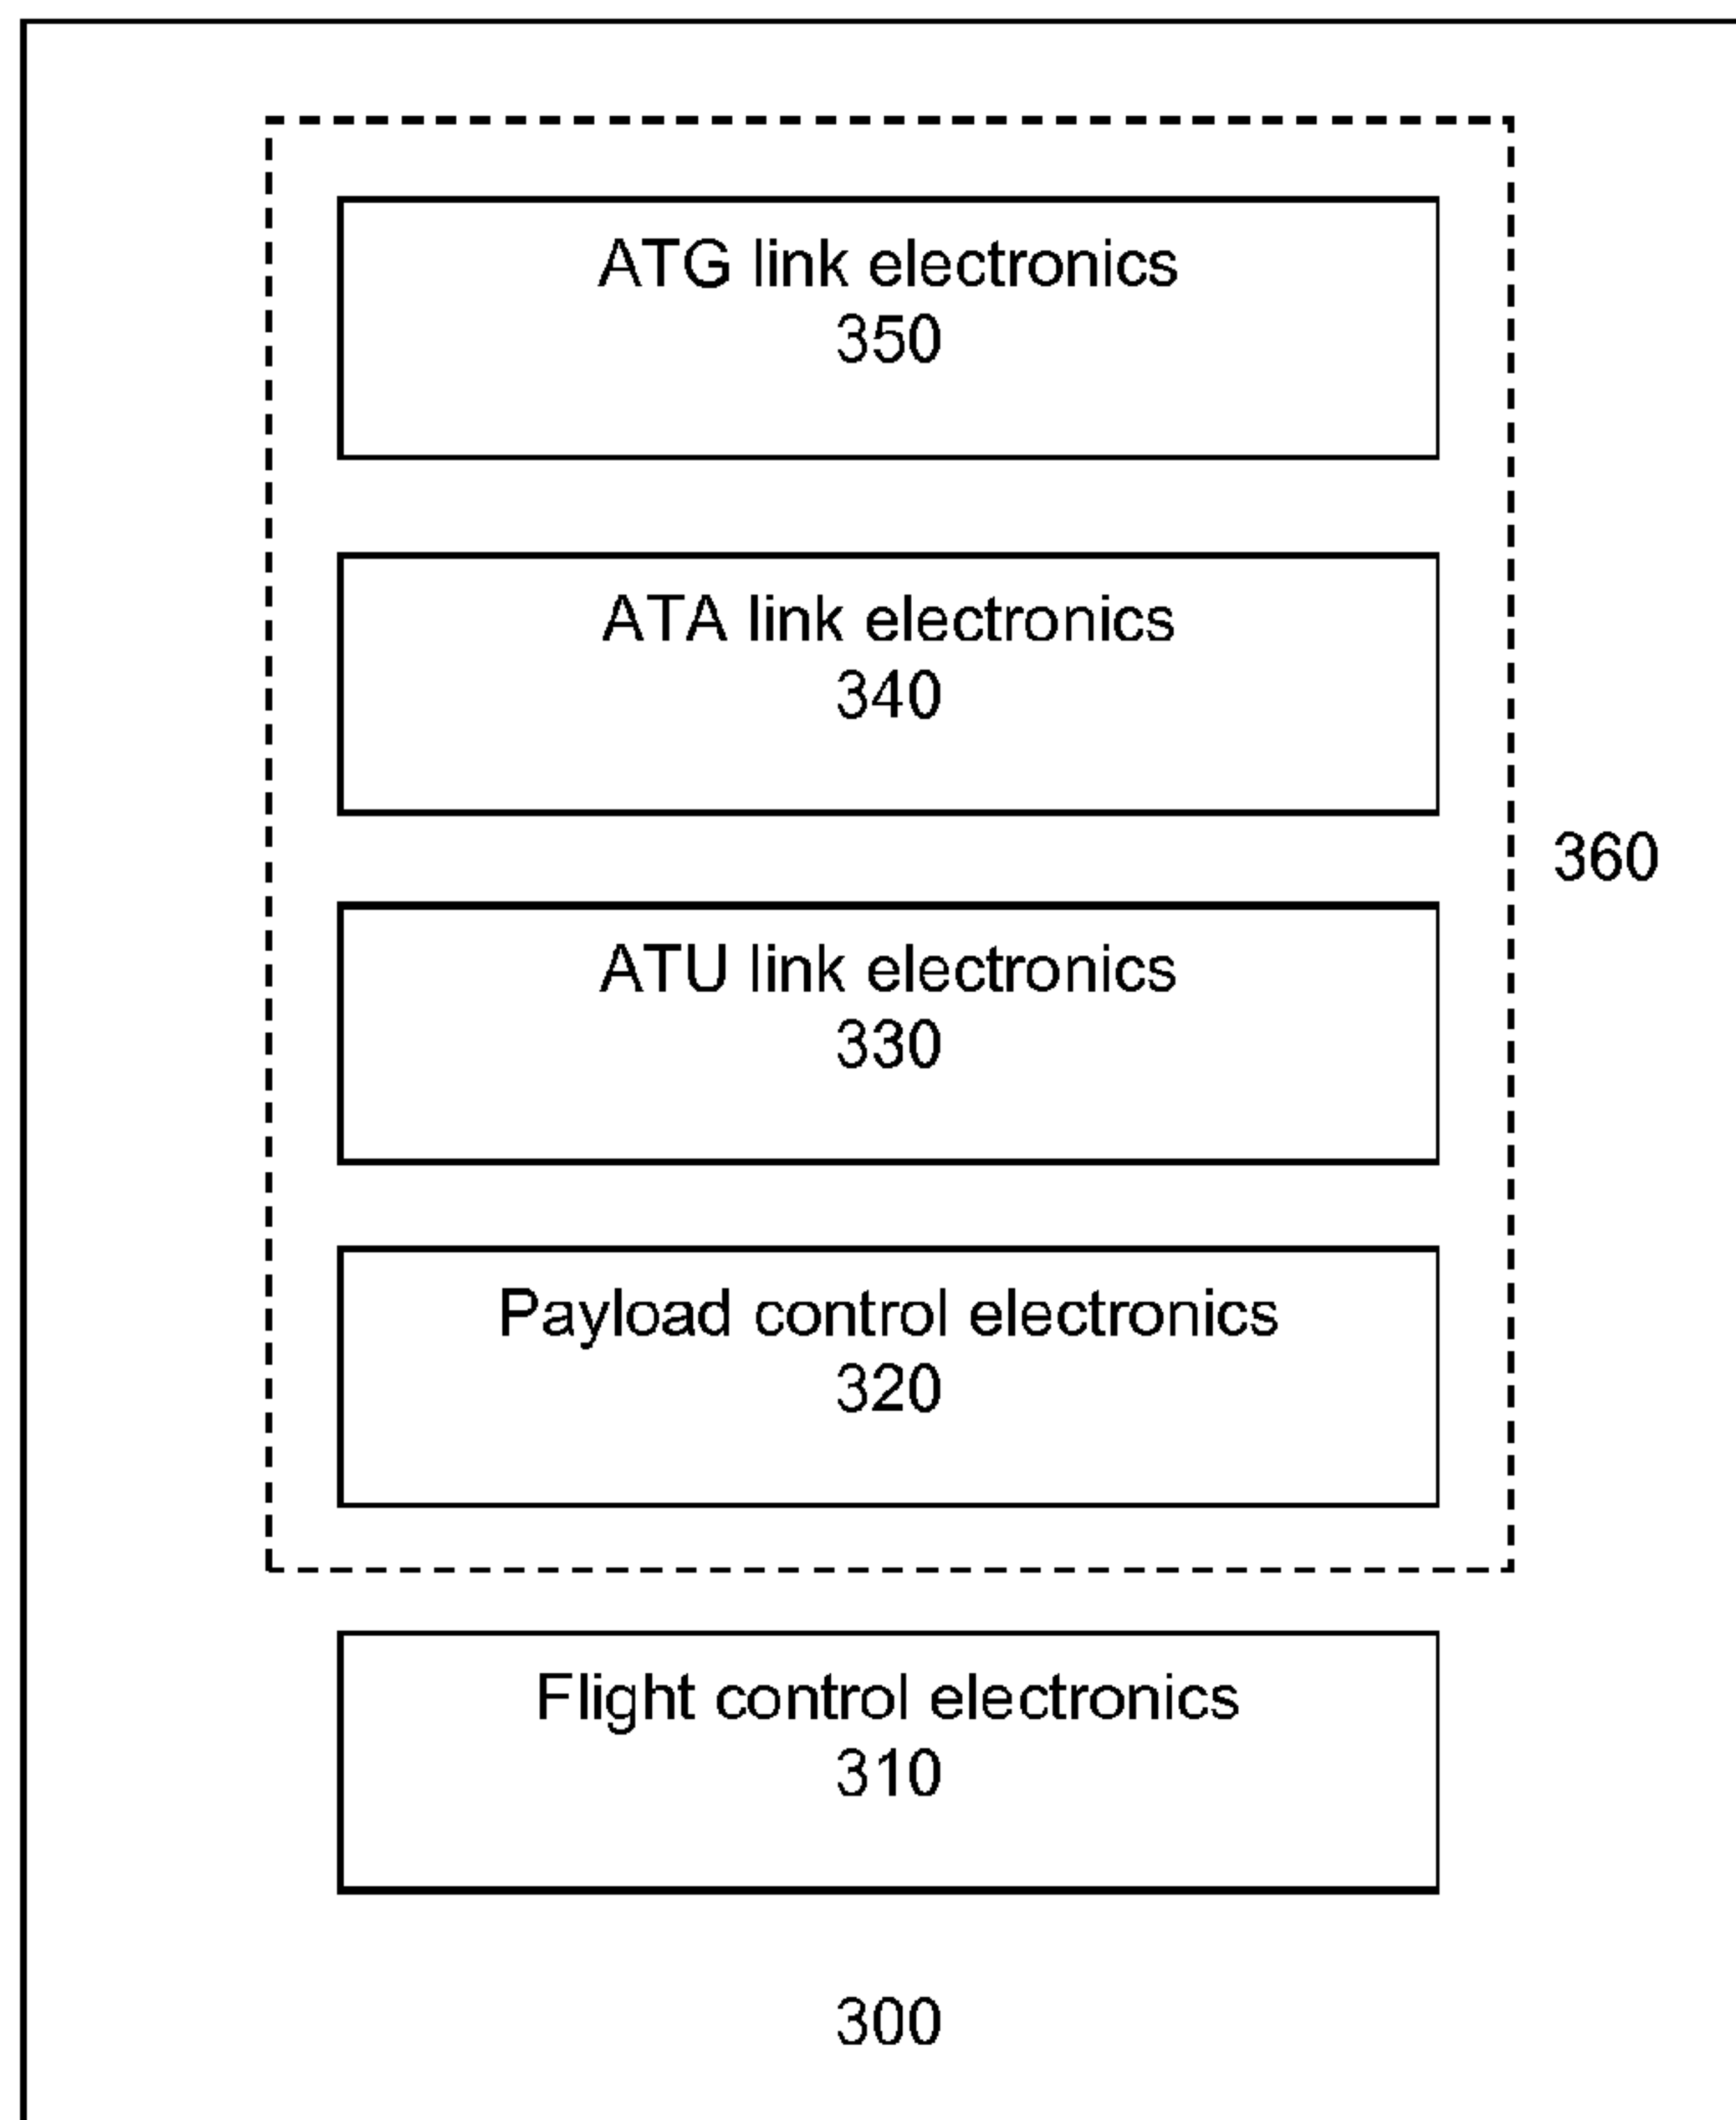 ATG link electronics
350
ATA link electronics
340
360
ATU link electronics
330
Payload control electronics
320
Flight control electronics
310
300